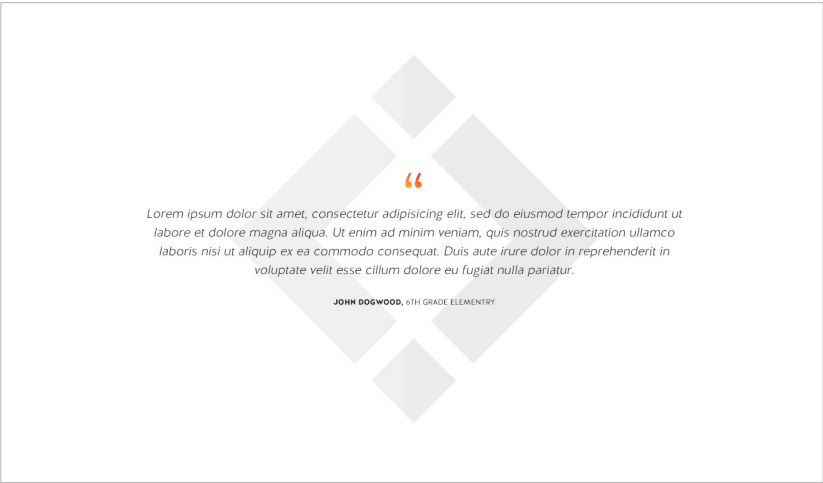 “
Lorem ipsum dolor sit amet, consectetur adipisicing elit, sed do eiusmod tempor incididunt ut
labore et dolore magna aliqua. Ut enim ad minim veniam, quis nostrud exercitation ullamco
laboris nisi ut aliquip ex ea commodo consequat. Duis aute irure dolor in reprehenderit in
voluptate velit esse cillum dolore eu fugiat nulla pariatur.
JOHN DOGWOOD, 6TH GRADE ELEMENTRY